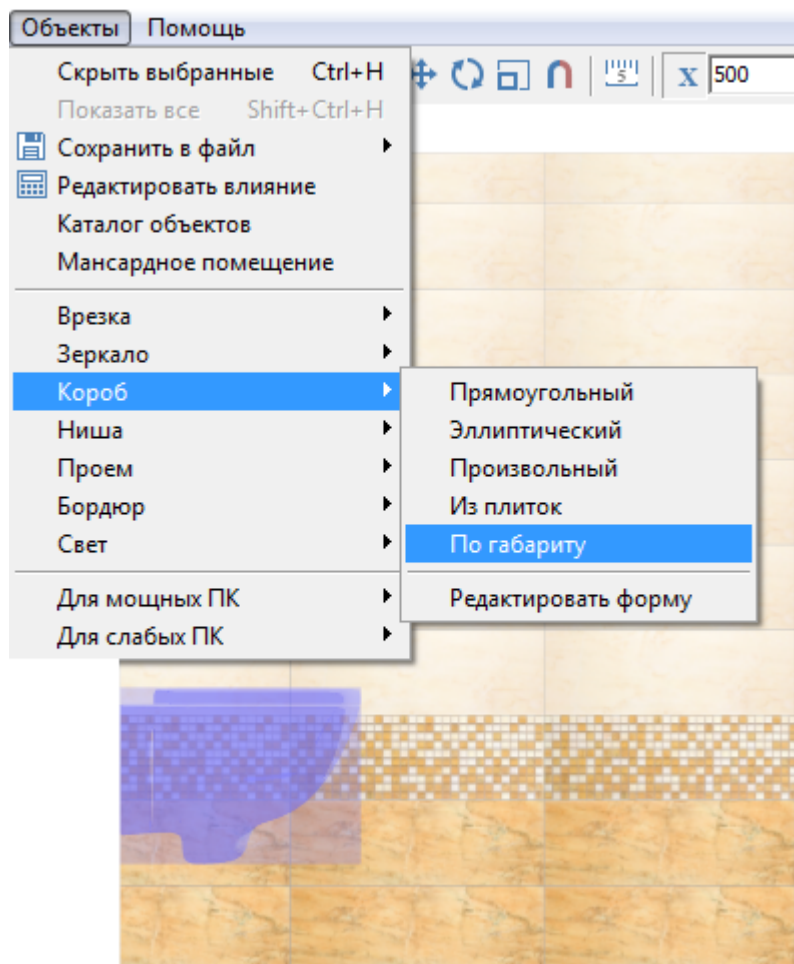 Объекты Помощь
Скрыть выбранные Ctrl+H
5 x 500
Показать все Shift+Ctrl+H
Сохранить в файл
Редактировать влияние
Каталог объектов
Мансардное помещение
Врезка
Зеркало
Короб Прямоугольный
Ниша Эллиптический
Проем Произвольный
Бордюр Из плиток
Свет По габариту
Для мощных ПК Редактировать форму
Для слабых ПК